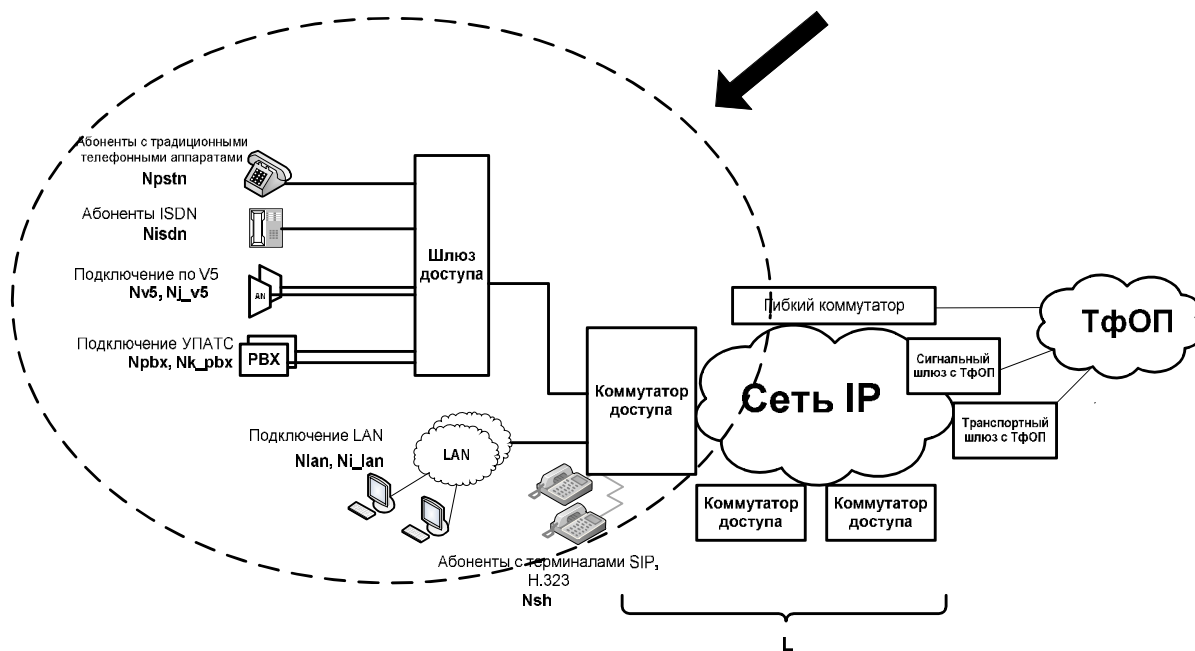 Абоненты с традиционными
телефонными аппаратами
Npstn
Абоненты ISDN
Nisdn
Подключение по V5
Nv5, Nj_v5
AN
Подключение УПАТС
Npbx, Nk_pbx
PBX
Шлюз
доступа
Подключение LAN
Nlan, Ni_lan
LAN
Абоненты с терминалами SIP,
H.323
Nsh
Коммутатор
доступа
Гибкий коммутатор
Сеть IP
Сигнальный
шлюз с ТфОП
Транспортный
шлюз с ТфОП
ТфОП
Коммутатор
доступа
Коммутатор
доступа
L